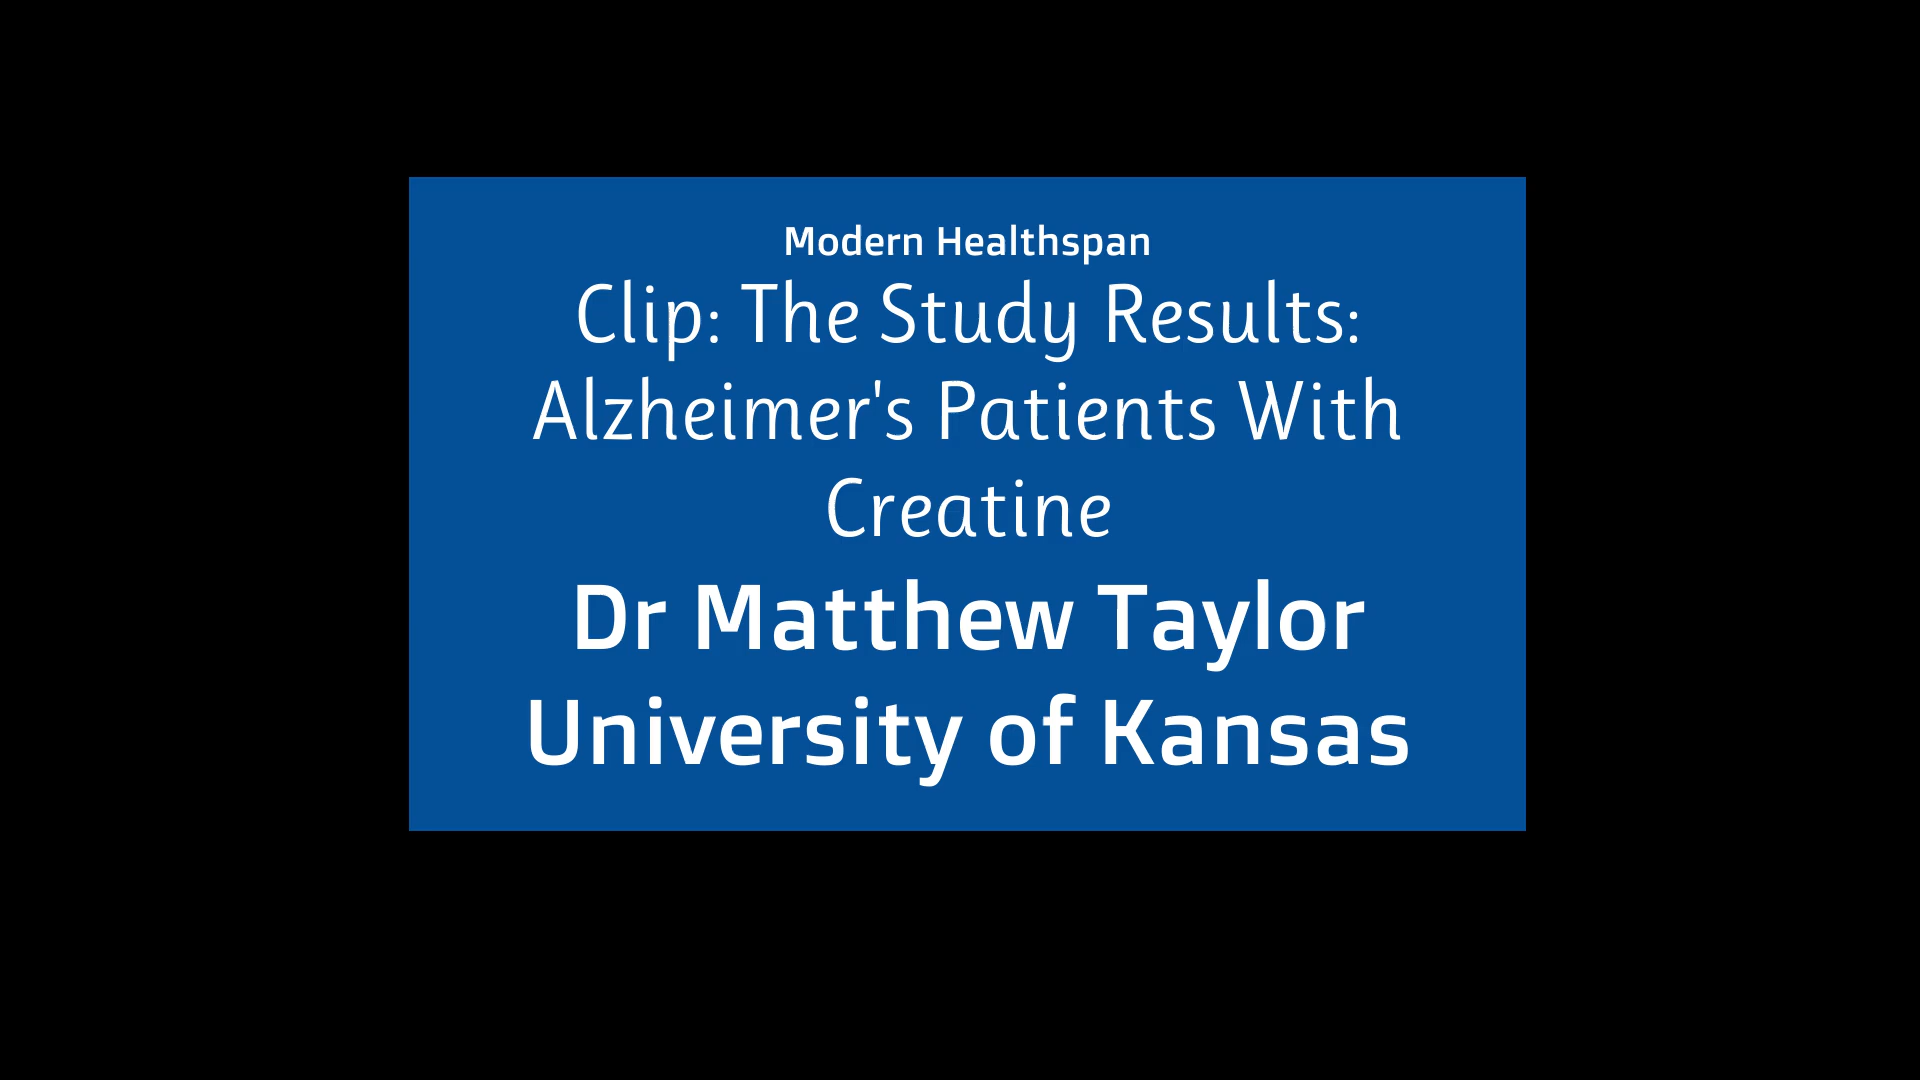 Modern Healthspan
Clip: The Study Results:
Alzheimer's Patients With
Creatine
Dr Matthew Taylor
University of Kansas